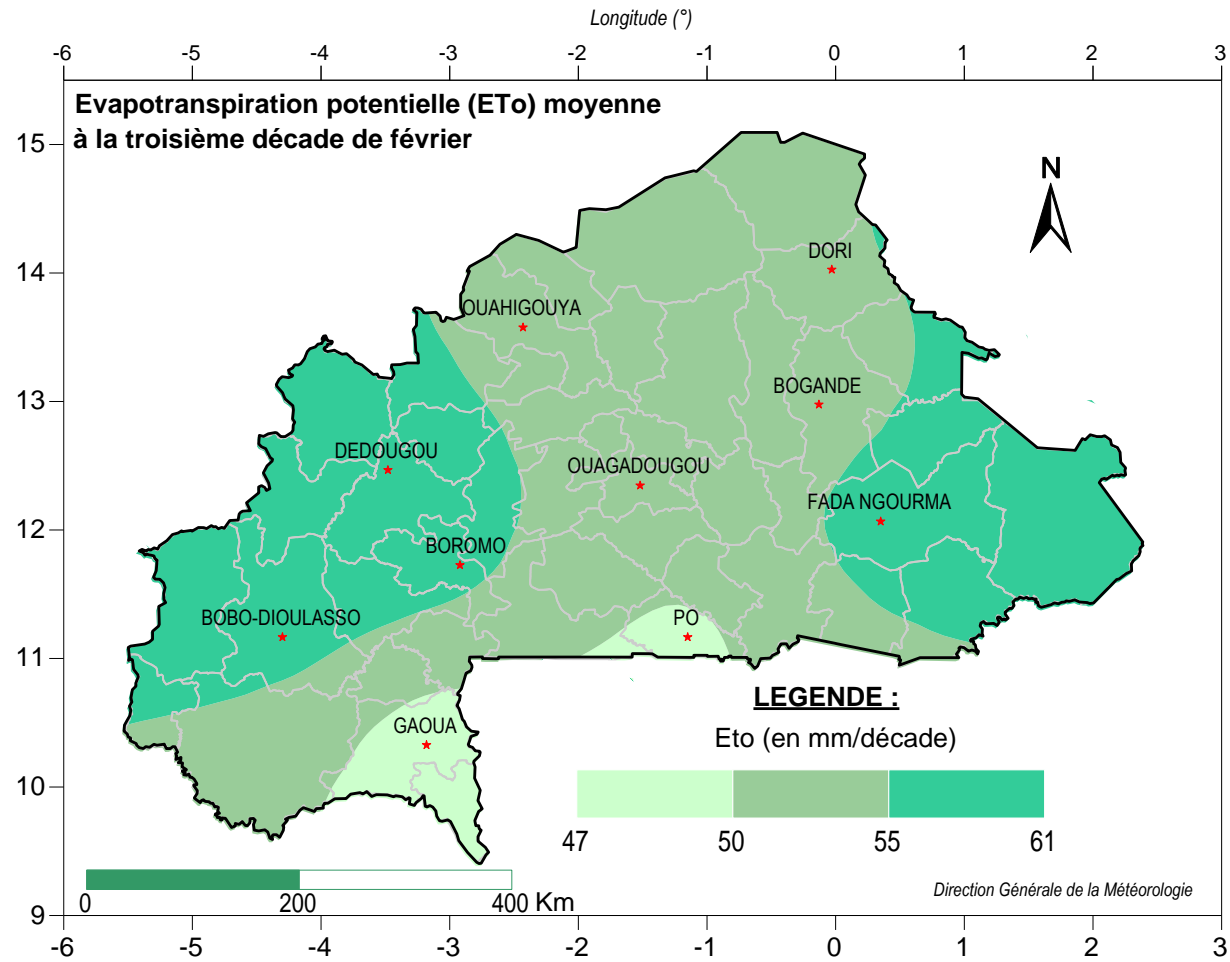 Longitude (°)
-6 -5 -4 -3 -2 -1 0 1 2 3
Evapotranspiration potentielle (ETo) moyenne
à la troisième décade de février
15
N
14
DORI
OUAHIGOUYA
13
BOGANDE
DEDOUGOU
OUAGADOUGOU
FADA NGOURMA
12
BOROMO
BOBO-DIOULASSO
PO
11
LEGENDE :
GAOUA
Eto (en mm/décade)
10
47 50 55 61
0 200 400 Km
Direction Générale de la Météorologie
9
-6 -5 -4 -3 -2 -1 0 1 2 3